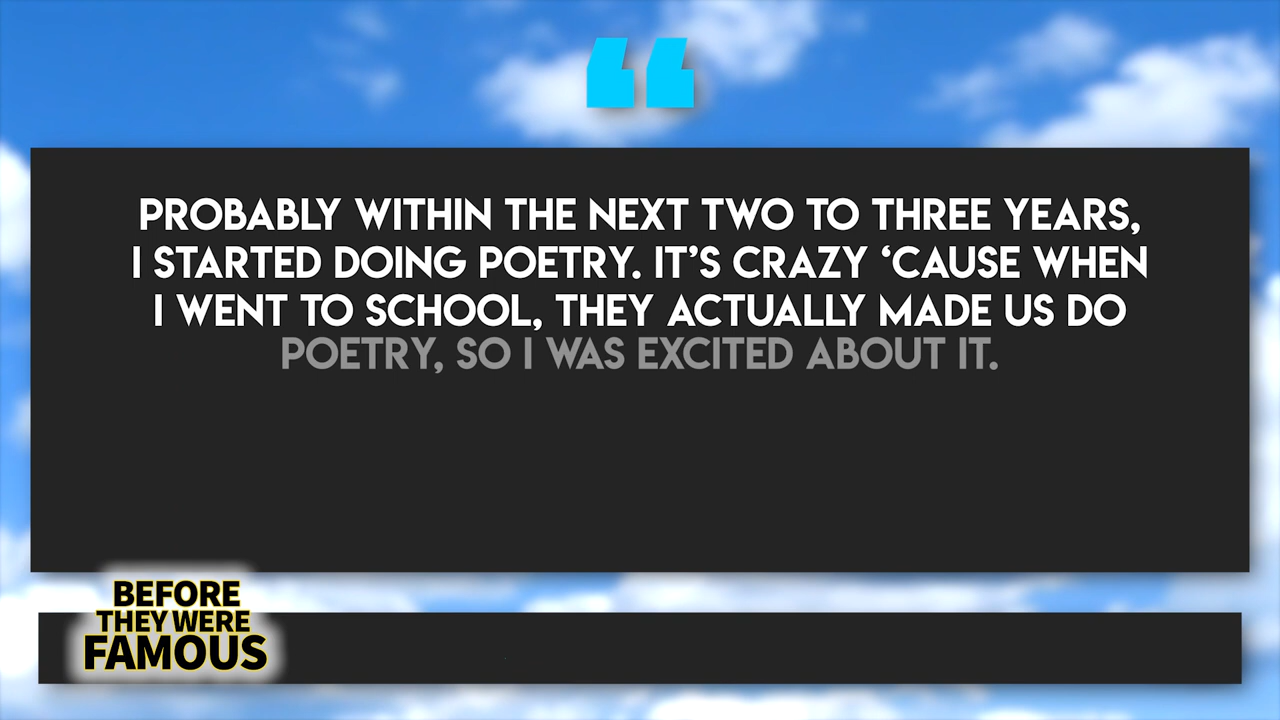 “
PROBABLY WITHIN THE NEXT TWO TO THREE YEARS,
I STARTED DOING POETRY. IT’S CRAZY ‘CAUSE WHEN
I WENT TO SCHOOL, THEY ACTUALLY MADE US DO
POETRY, SO I WAS EXCITED ABOUT IT.
BEFORE
THEY WERE
FAMOUS